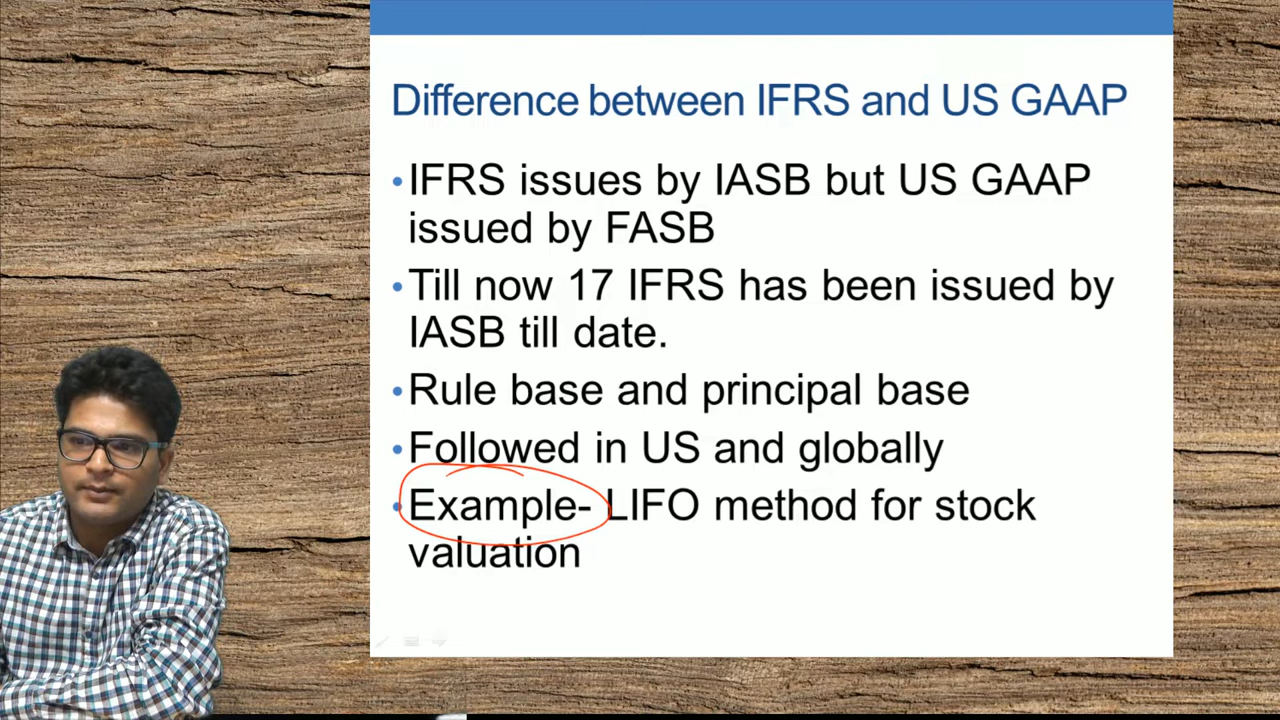 Difference between IFRS and US GAAP
•IFRS issues by IASB but US GAAP
issued by FASB
•Till now 17 IFRS has been issued by
IASB till date.
•Rule base and principal base
•Followed in US and globally
•Example- LIFO method for stock
valuation